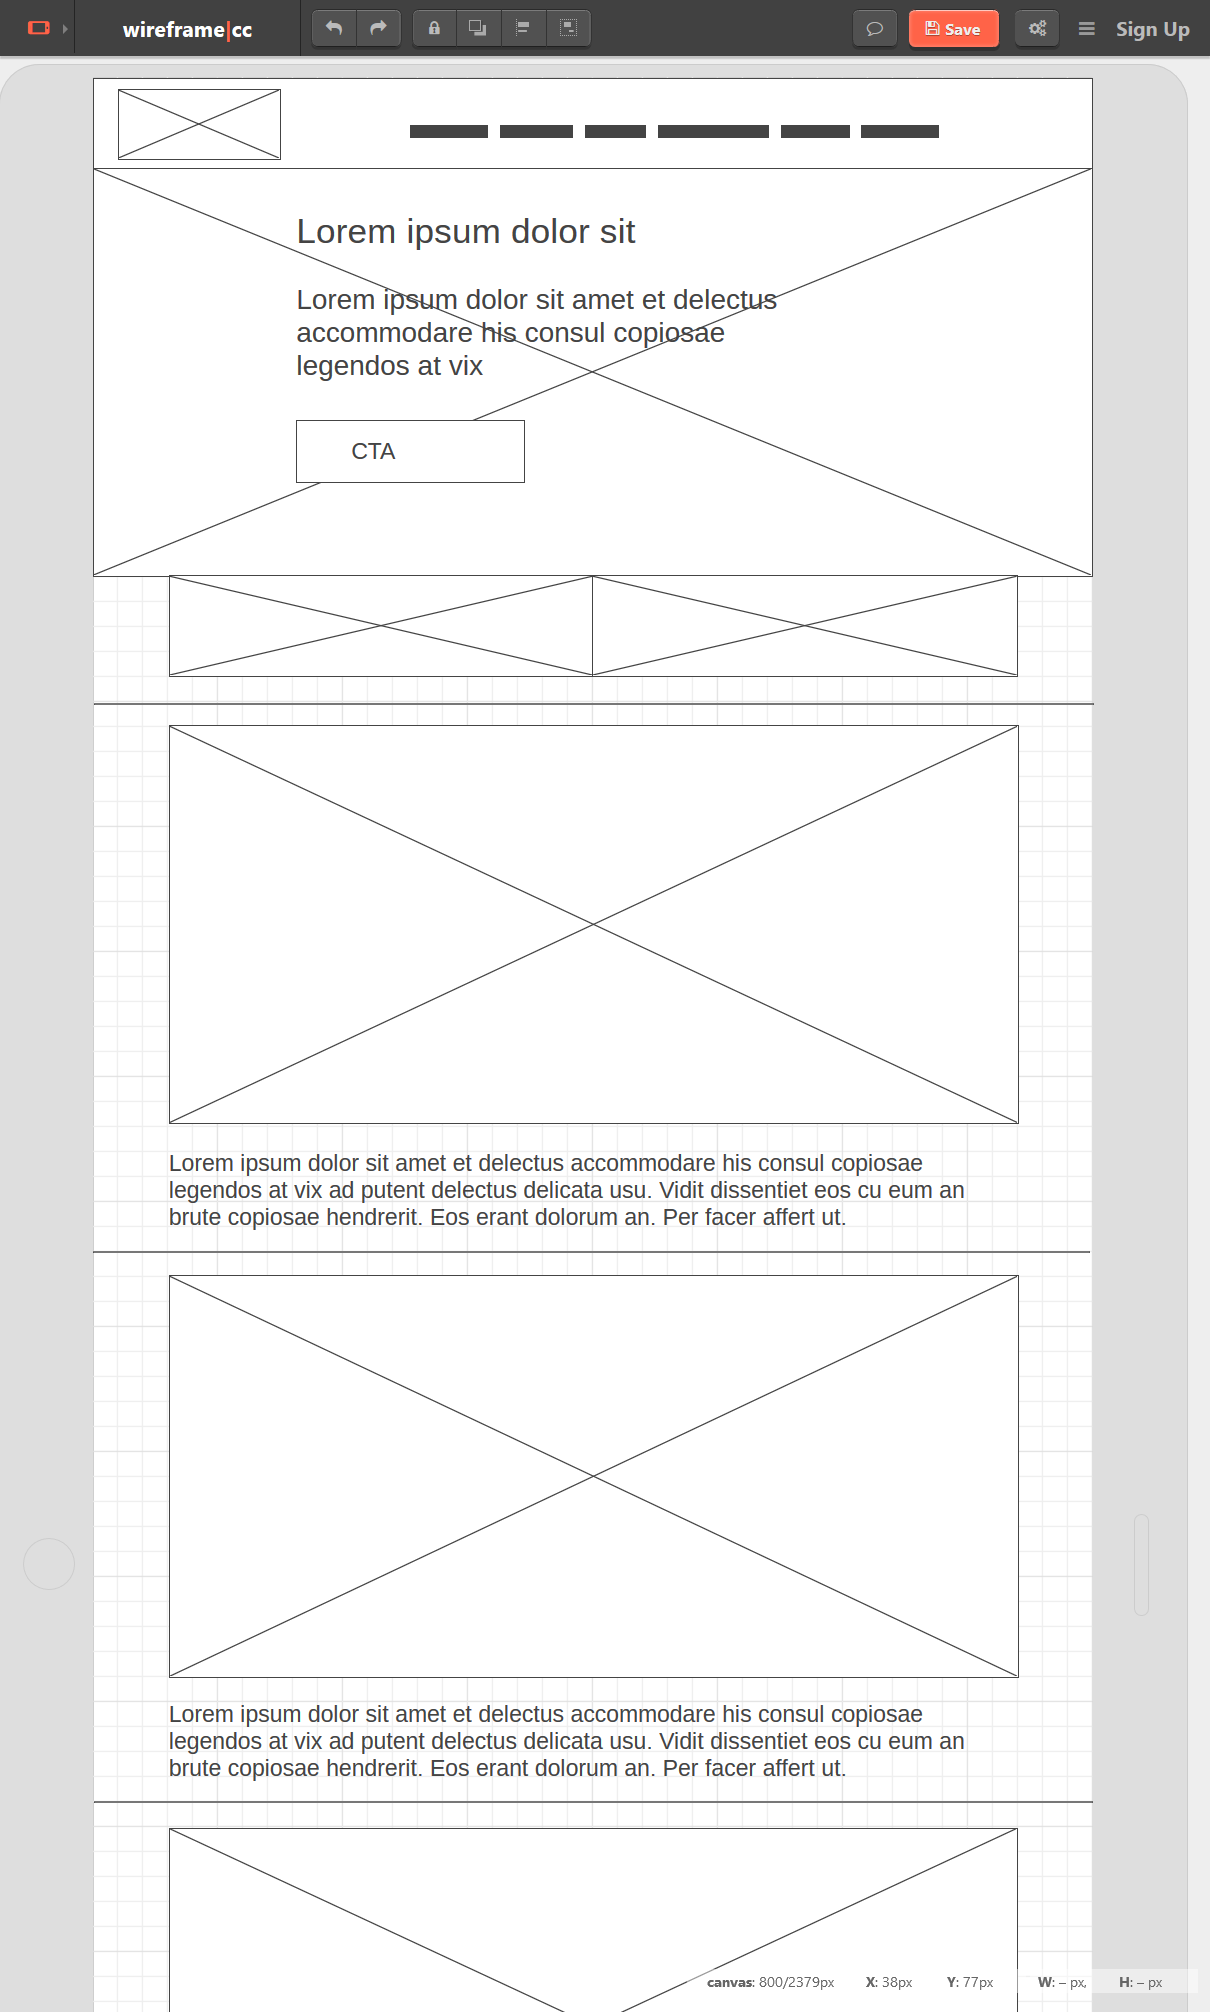 wireframe|cc
Save
Sign Up
Lorem ipsum dolor sit
Lorem ipsum dolor sit amet et delectus
accommodare his consul copiosae
legendos at vix
CTA
Lorem ipsum dolor sit amet et delectus accommodare his consul copiosae
legendos at vix ad putent delectus delicata usu. Vidit dissentiet eos cu eum an
brute copiosae hendrerit. Eos erant dolorum an. Per facer affert ut.
Lorem ipsum dolor sit amet et delectus accommodare his consul copiosae
legendos at vix ad putent delectus delicata usu. Vidit dissentiet eos cu eum an
brute copiosae hendrerit. Eos erant dolorum an. Per facer affert ut.
canvas: 800/2379px X: 38px Y: 77px W: – px, H: – px